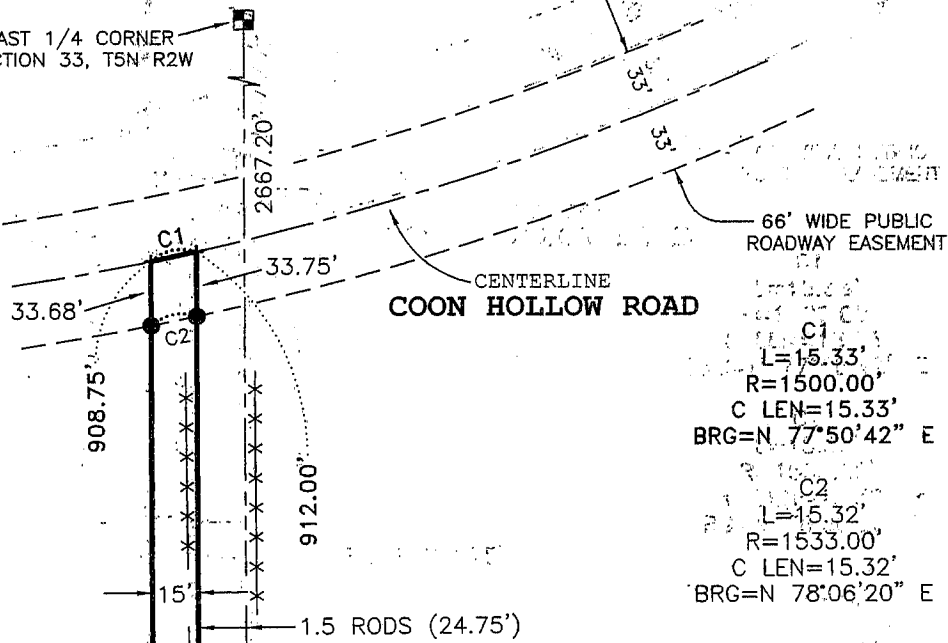 AST 1/4 CORNER
CTION 33, T5N R2W
2667.20'
33'
33'
66' WIDE PUBLIC
ROADWAY EASEMENT
C1
33.75'
33.68'
CENTERLINE
COON HOLLOW ROAD
C2
908.75'
912.00'
15'
1.5 RODS (24.75')
C1
L=15.33'
R=1500.00'
C LEN=15.33'
BRG=N 77°50'42" E
C2
L=15.32'
R=1533.00'
C LEN=15.32'
BRG=N 78°06'20" E